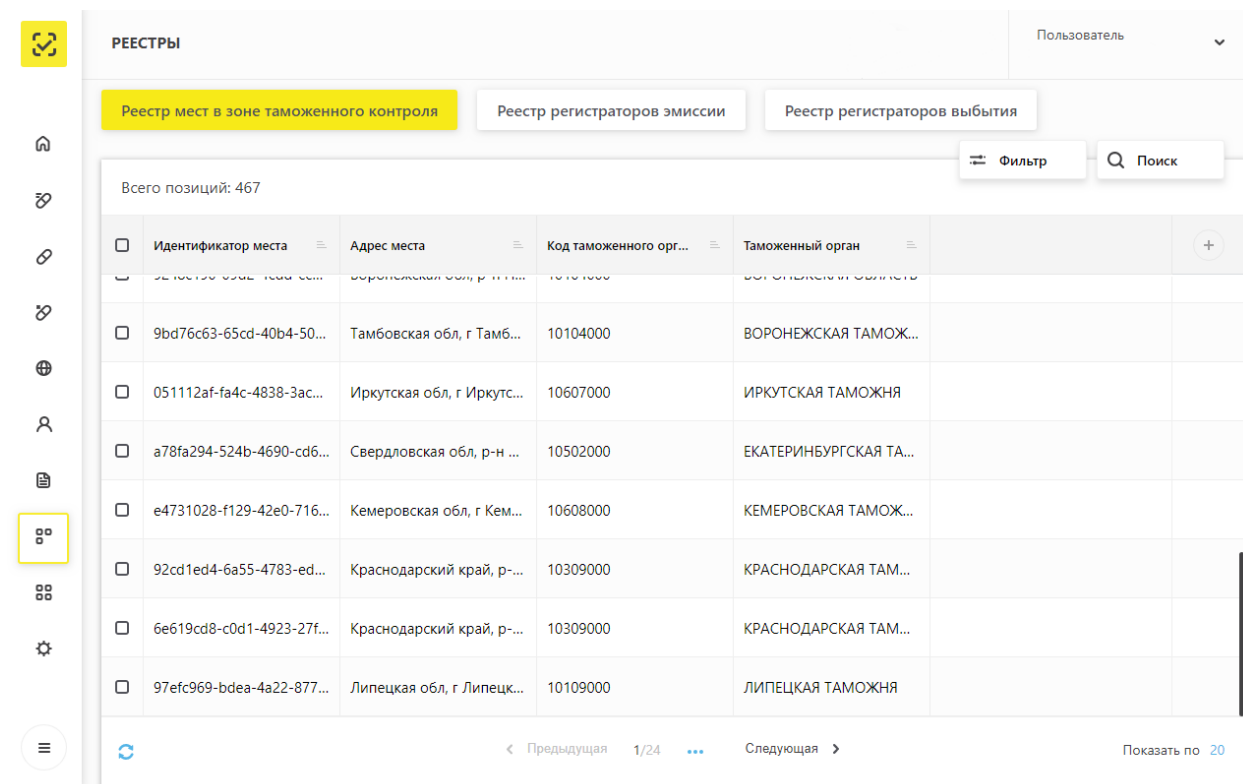 РЕЕСТРЫ
Пользователь
Реестр мест в зоне таможенного контроля Реестр регистраторов эмиссии Реестр регистраторов выбытия
Фильтр Поиск
Всего позиций: 467
Идентификатор места Адрес места Код таможенного орг... Таможенный орган
9bd76c63-65cd-40b4-50... Тамбовская обл, г Тамб... 10104000 ВОРОНЕЖСКАЯ ТАМОЖ...
051112af-fa4c-4838-3ac... Иркутская обл, г Иркутс... 10607000 ИРКУТСКАЯ ТАМОЖНЯ
a78fa294-524b-4690-cd6... Свердловская обл, р-н ... 10502000 ЕКАТЕРИНБУРГСКАЯ ТА...
e4731028-f129-42e0-716... Кемеровская обл, г Кем... 10608000 КЕМЕРОВСКАЯ ТАМОЖ...
92cd1ed4-6a55-4783-ed... Краснодарский край, р-... 10309000 КРАСНОДАРСКАЯ ТАМ...
6e619cd8-c0d1-4923-27f... Краснодарский край, р-... 10309000 КРАСНОДАРСКАЯ ТАМ...
97efc969-bdea-4a22-877... Липецкая обл, г Липецк... 10109000 ЛИПЕЦКАЯ ТАМОЖНЯ
Предыдущая 1/24 ... Следующая Показать по 20